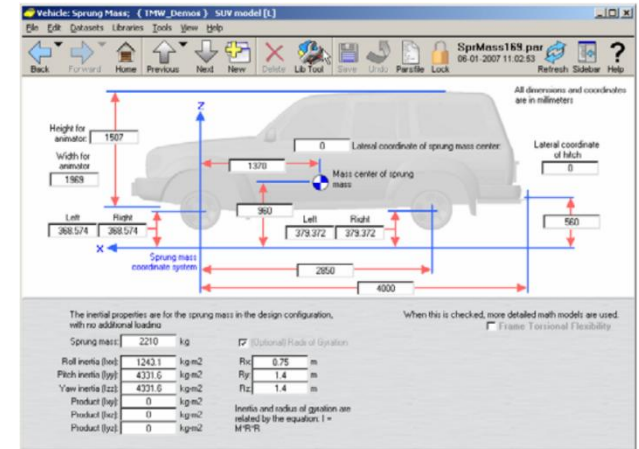 Vehicle: Sprung Mass; { TMW_Demos } SUV model [L]
File Edit Datasets Libraries Tools View Help
Back Forward Home Previous Next New Delete Lib Tool Save Undo Parsfile Lock Refresh Sidebar Help
SprMass169.par
06-01-2007 11:02:53
All dimensions and coordinates
are in millimeters
Z
Height for
animator:
1507
Width for
animator
1969
0
Lateral coordinate of sprung mass center:
Lateral coordinate
of hitch
0
1370
Mass center of sprung
mass
960
560
Left Right
368.574 368.574
Left Right
379.372 379.372
X
Sprung mass
coordinate system
2850
4000
The inertial properties are for the sprung mass in the design configuration,
with no additional loading
When this is checked, more detailed math models are used.
Frame Torsional Flexibility
Sprung mass: 2210 kg
(Optional) Radii of Gyration
Roll inertia (Ixx): 1243.1 kg-m2
Rx: 0.75 m
Pitch inertia (Iyy): 4331.6 kg-m2
Ry: 1.4 m
Yaw inertia (Izz): 4331.6 kg-m2
Rz: 1.4 m
Product (Ixy): 0 kg-m2
Product (Ixz): 0 kg-m2
Product (Iyz): 0 kg-m2
Inertia and radius of gyration are
related by the equation: I =
M*R*R